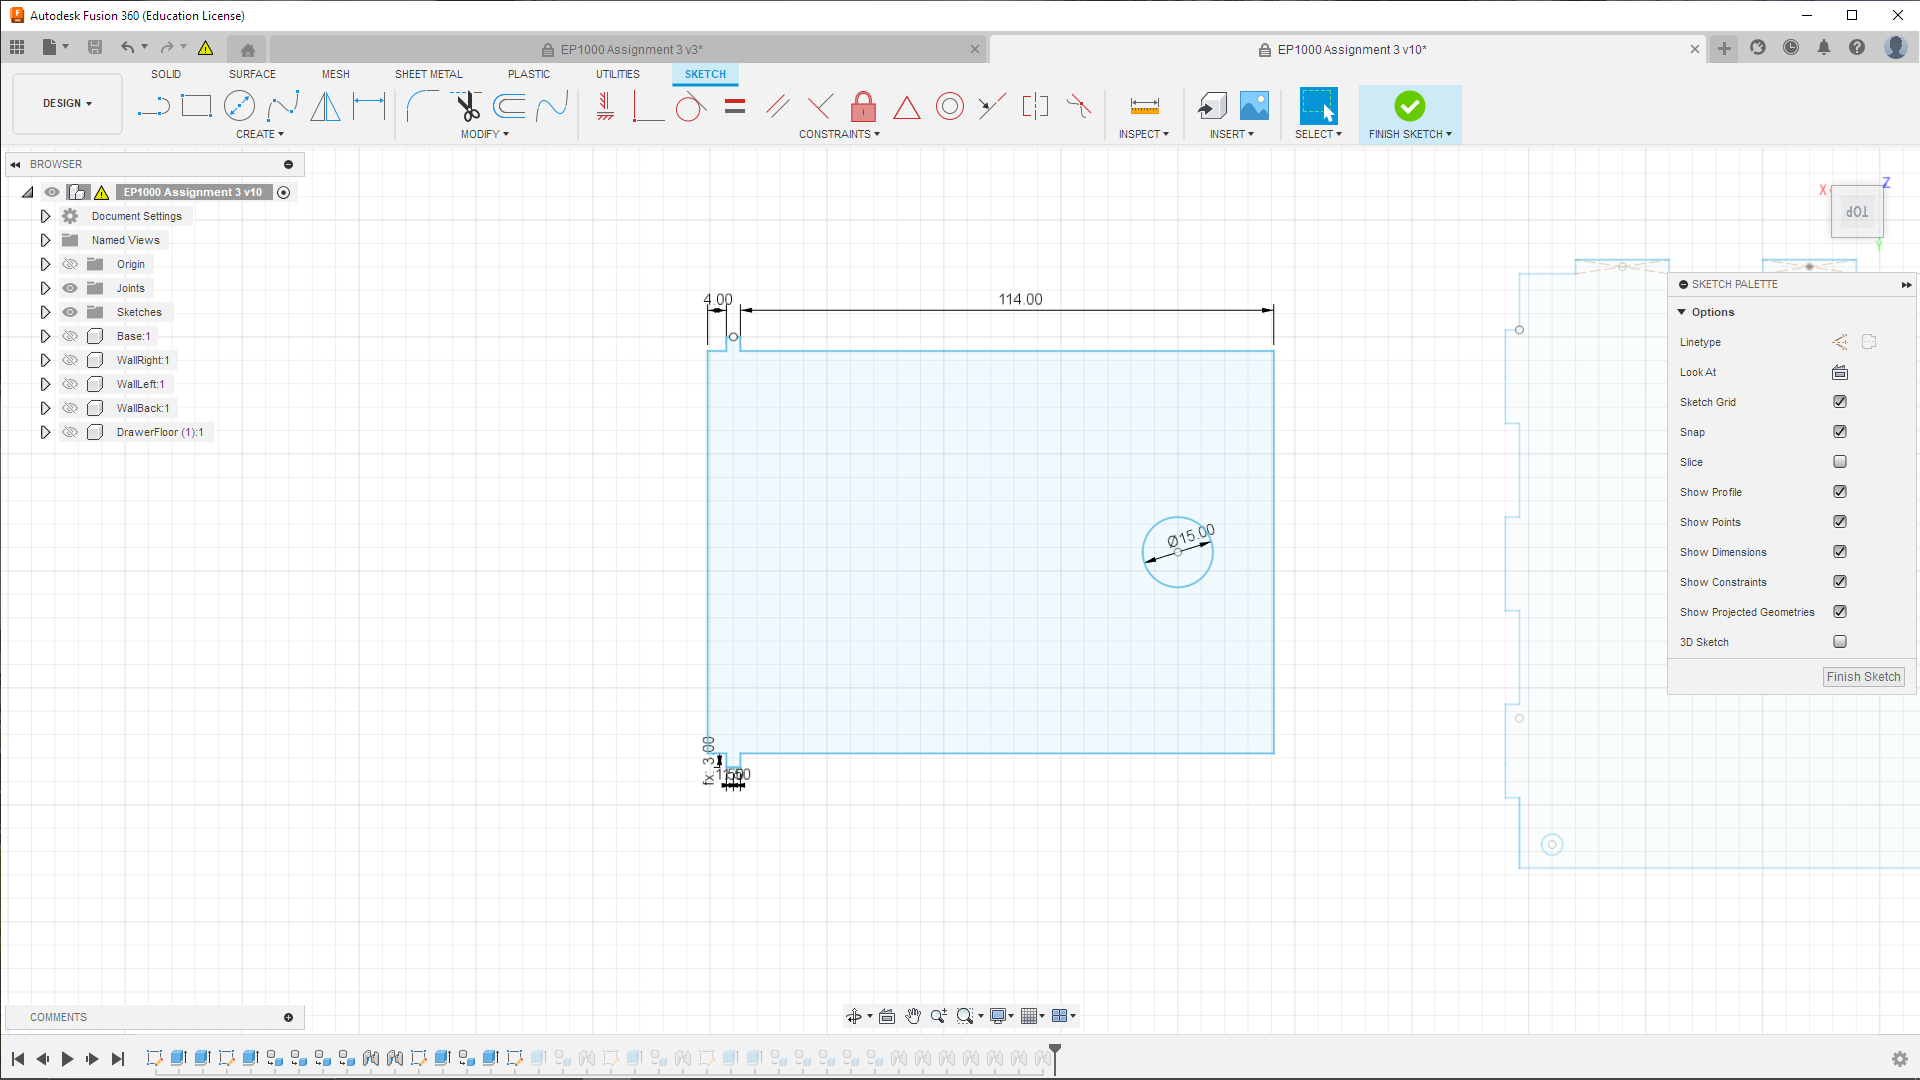 Autodesk Fusion 360 (Education License)
EP1000 Assignment 3 v3*
EP1000 Assignment 3 v10*
SOLID
SURFACE
MESH
SHEET METAL
PLASTIC
UTILITIES
SKETCH
DESIGN
CREATE
MODIFY
CONSTRAINTS
INSPECT
INSERT
SELECT
FINISH SKETCH
BROWSER
EP1000 Assignment 3 v10
Document Settings
Named Views
Origin
Joints
Sketches
Base:1
WallRight:1
WallLeft:1
WallBack:1
DrawerFloor (1):1
4.00
114.00
Ø15.00
fx: 3.00
X
Z
TOP
Y
SKETCH PALETTE
Options
Linetype
Look At
Sketch Grid
Snap
Slice
Show Profile
Show Points
Show Dimensions
Show Constraints
Show Projected Geometries
3D Sketch
Finish Sketch
COMMENTS